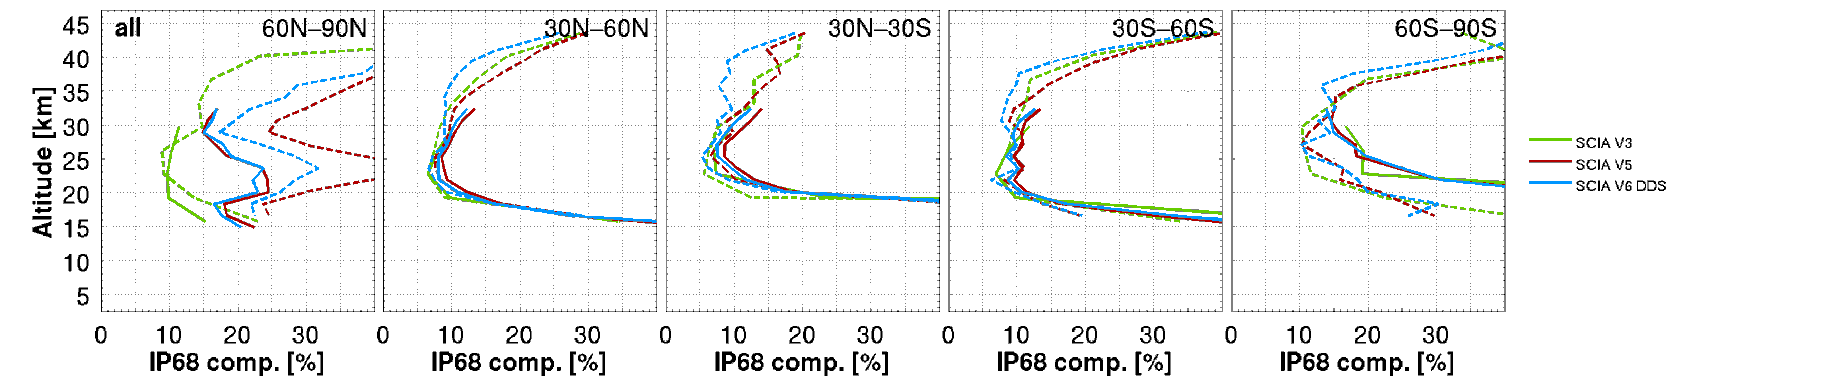 all
60N–90N
30N–60N
30N–30S
30S–60S
60S–90S
45
40
35
30
25
20
15
10
5
Altitude [km]
0 10 20 30 0 10 20 30 0 10 20 30 0 10 20 30 0 10 20 30
IP68 comp. [%] IP68 comp. [%] IP68 comp. [%] IP68 comp. [%] IP68 comp. [%]
SCIA V3
SCIA V5
SCIA V6 DDS